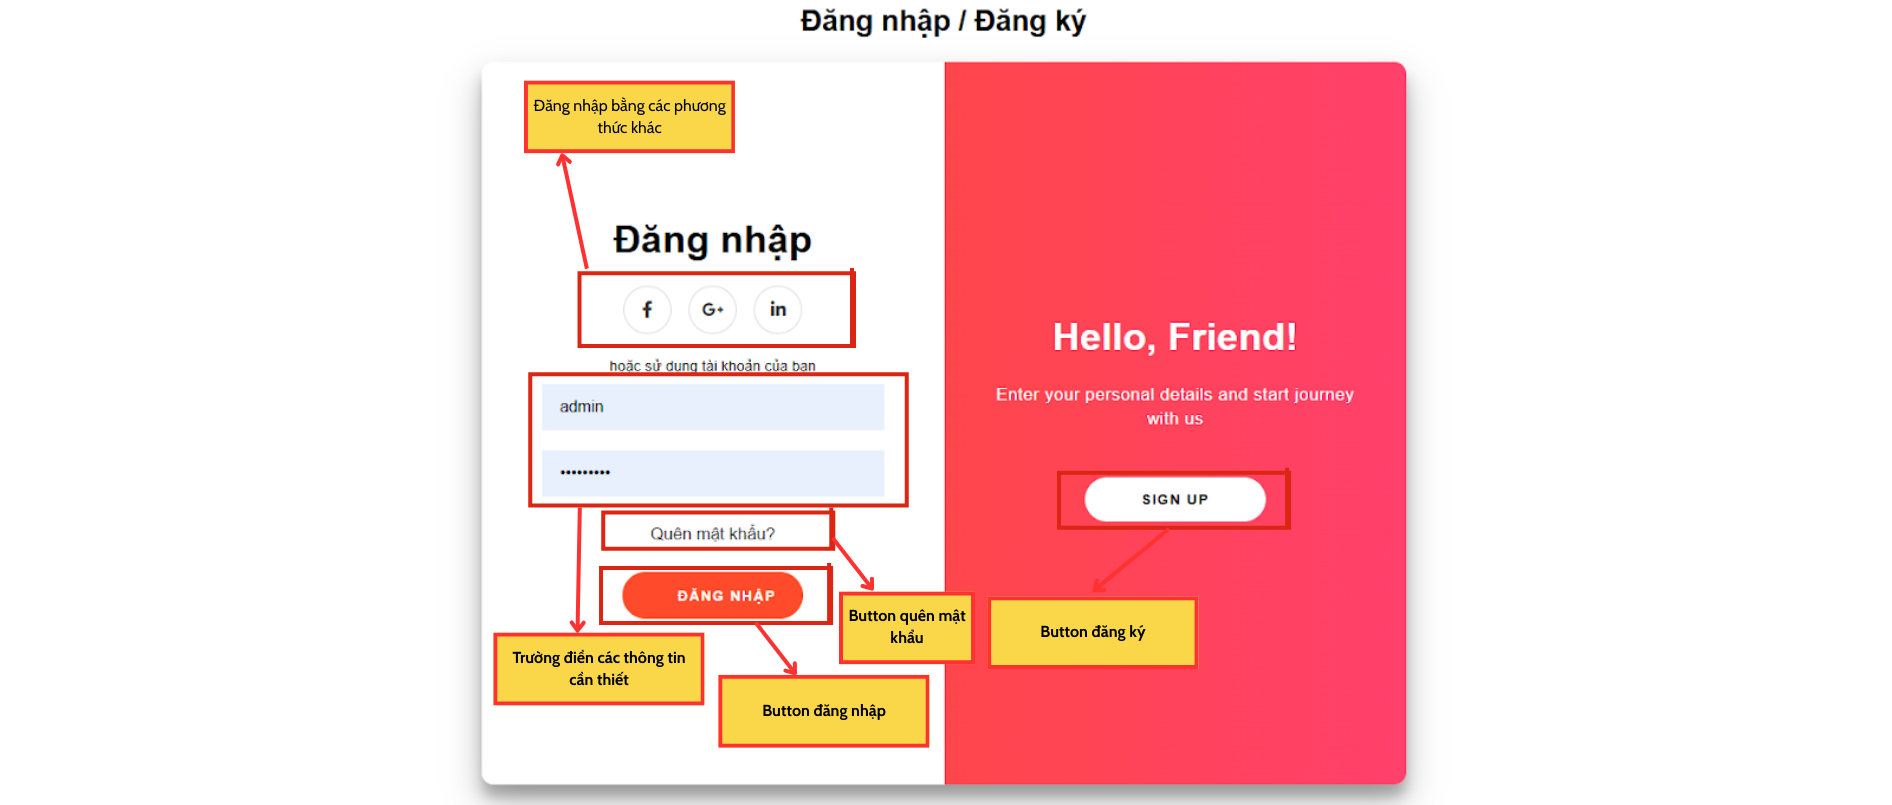 Đăng nhập / Đăng ký
Đăng nhập bằng các phương
thức khác
Đăng nhập
f G+ in
hoặc sử dụng tài khoản của bạn
admin
•••••••••
Quên mật khẩu?
ĐĂNG NHẬP
Trường điền các thông tin
cần thiết
Button đăng nhập
Button quên mật
khẩu
Hello, Friend!
Enter your personal details and start journey
with us
SIGN UP
Button đăng ký